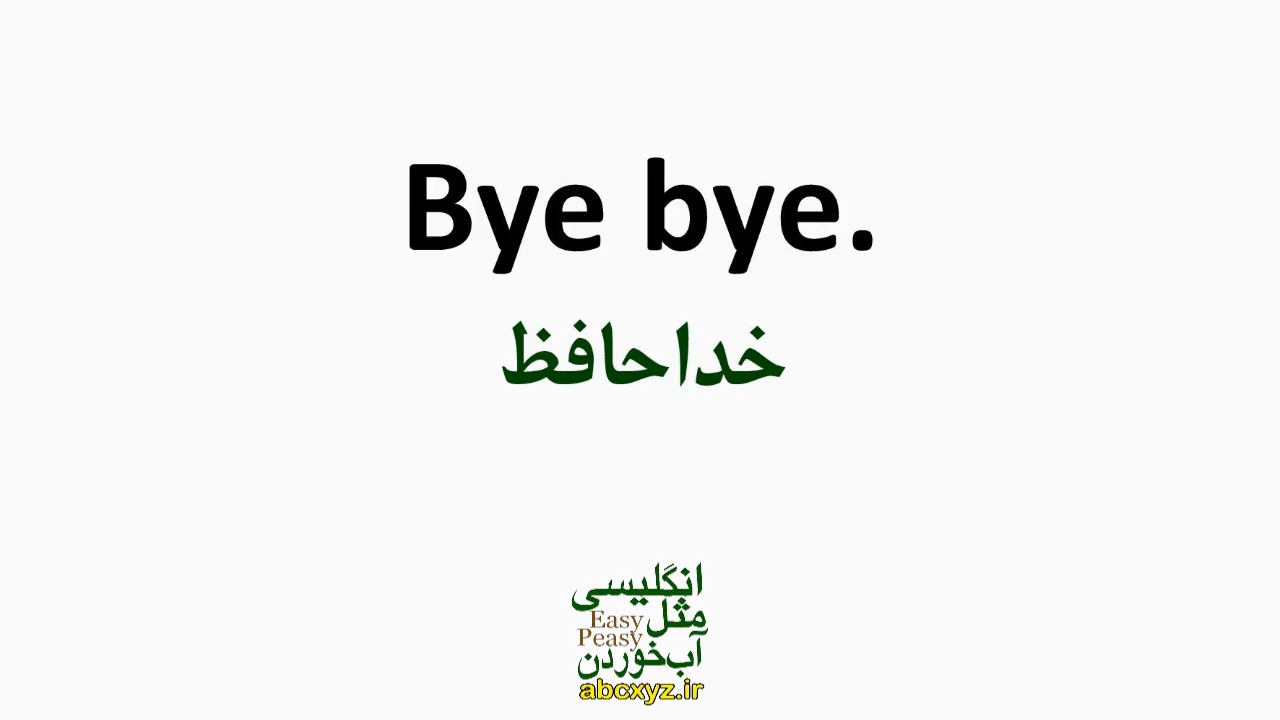 Bye bye.
خداحافظ
انگلیسی
مثل Easy
Peasy
آب‌خوردن
abcxyz.ir